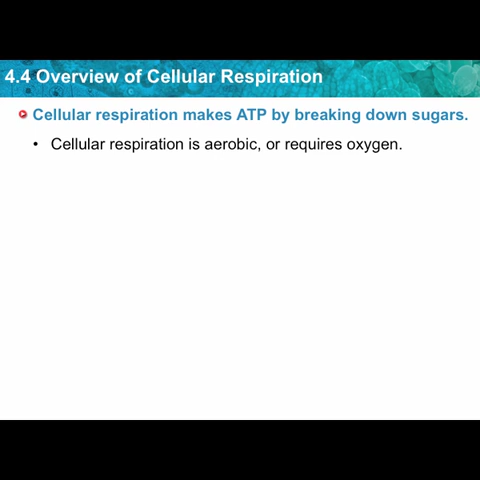 4.4 Overview of Cellular Respiration
Cellular respiration makes ATP by breaking down sugars.
• Cellular respiration is aerobic, or requires oxygen.